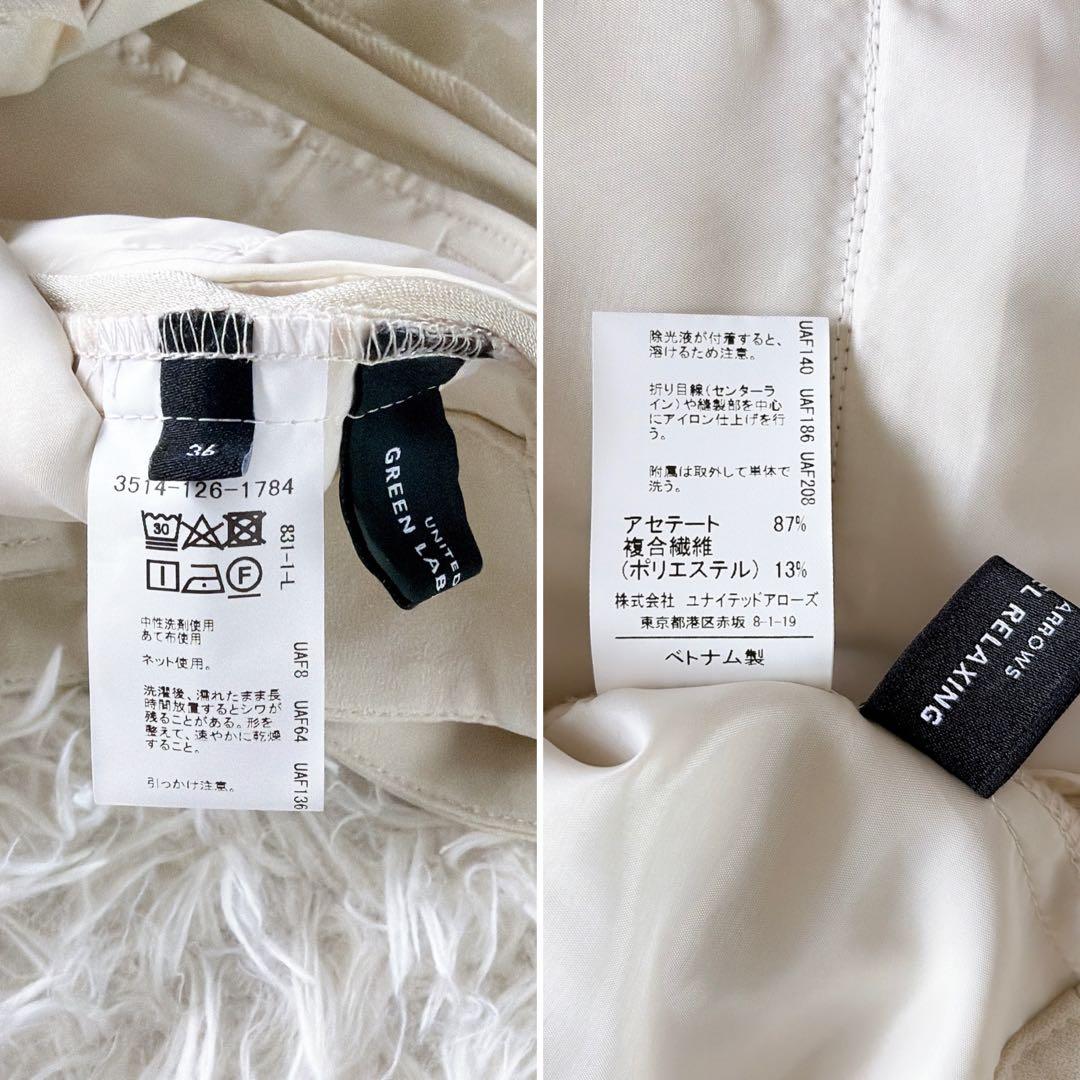 36
UNITED
GREEN LAB
3514-126-1784
30
F
831-1-L
中性洗剤使用
あて布使用
ネット使用。
洗濯後、濡れたまま長
時間放置するとシワが
残ることがある。形を
整えて、速やかに乾燥
すること。
引っかけ注意。
UAF8 UAF64 UAF136
除光液が付着すると、
溶けるため注意。
折り目線(センターラ
イン)や縫製部を中心
にアイロン仕上げを行
う。
附属は取外して単体で
洗う。
UAF140 UAF186 UAF208
アセテート 87%
複合繊維
(ポリエステル) 13%
株式会社 ユナイテッドアローズ
東京都港区赤坂 8-1-19
ベトナム製
ARROWS
EL RELAXING